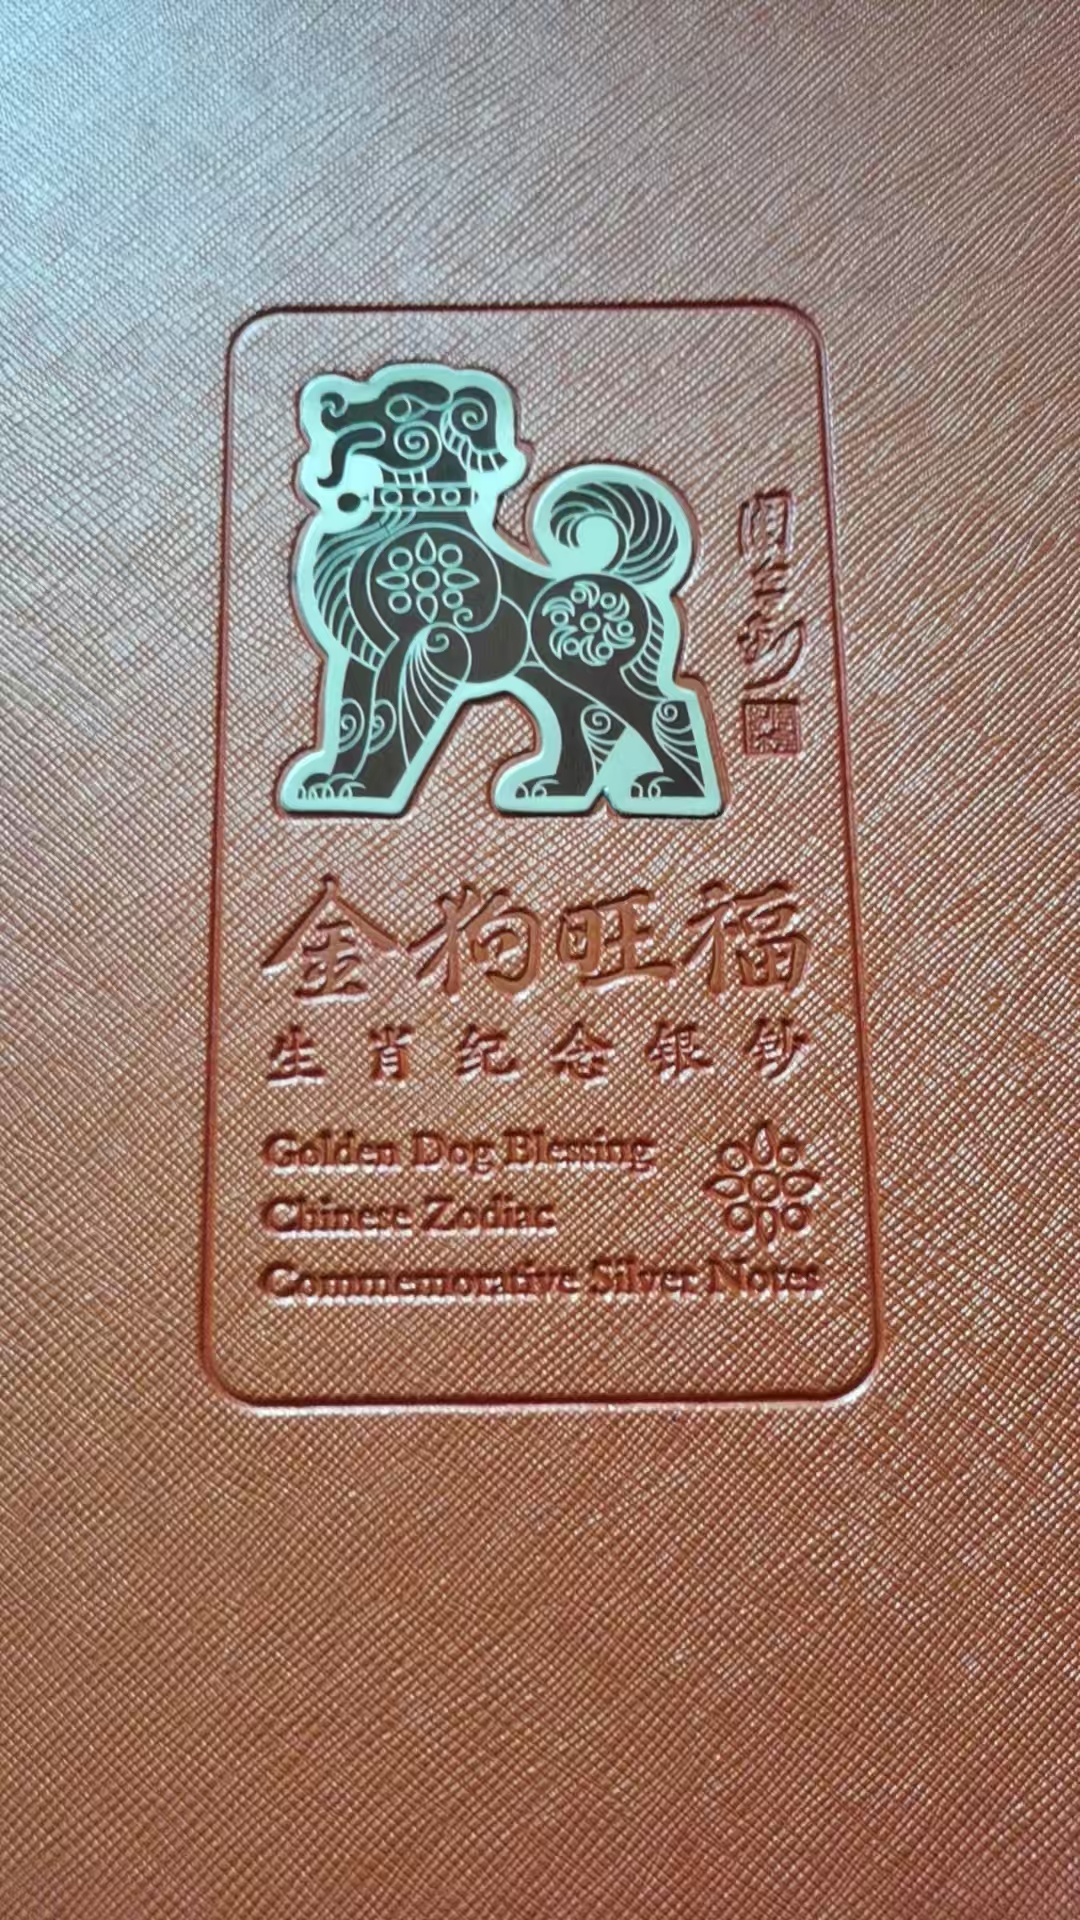 金狗旺福
生肖纪念银钞
Golden Dog Blessing
Chinese Zodiac
Commemorative Silver Notes